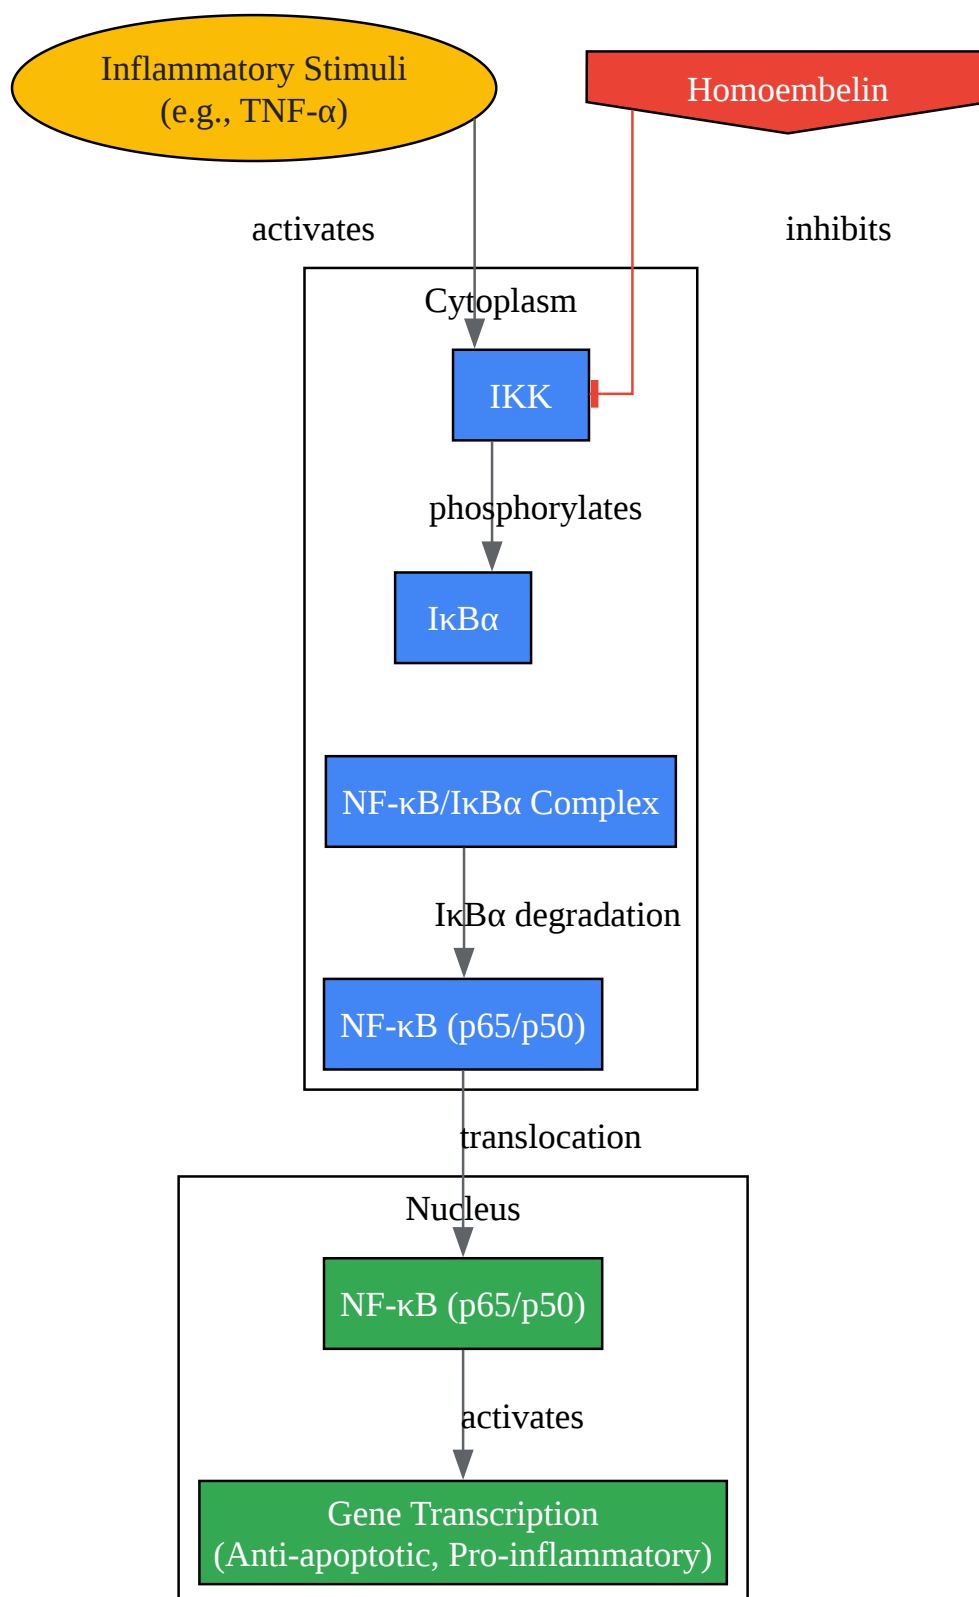 Inflammatory Stimuli
(e.g., TNF-α)
Homoembelin
activates
inhibits
Cytoplasm
IKK
phosphorylates
IκBα
NF-κB/IκBα Complex
IκBα degradation
NF-κB (p65/p50)
translocation
Nucleus
NF-κB (p65/p50)
activates
Gene Transcription
(Anti-apoptotic, Pro-inflammatory)